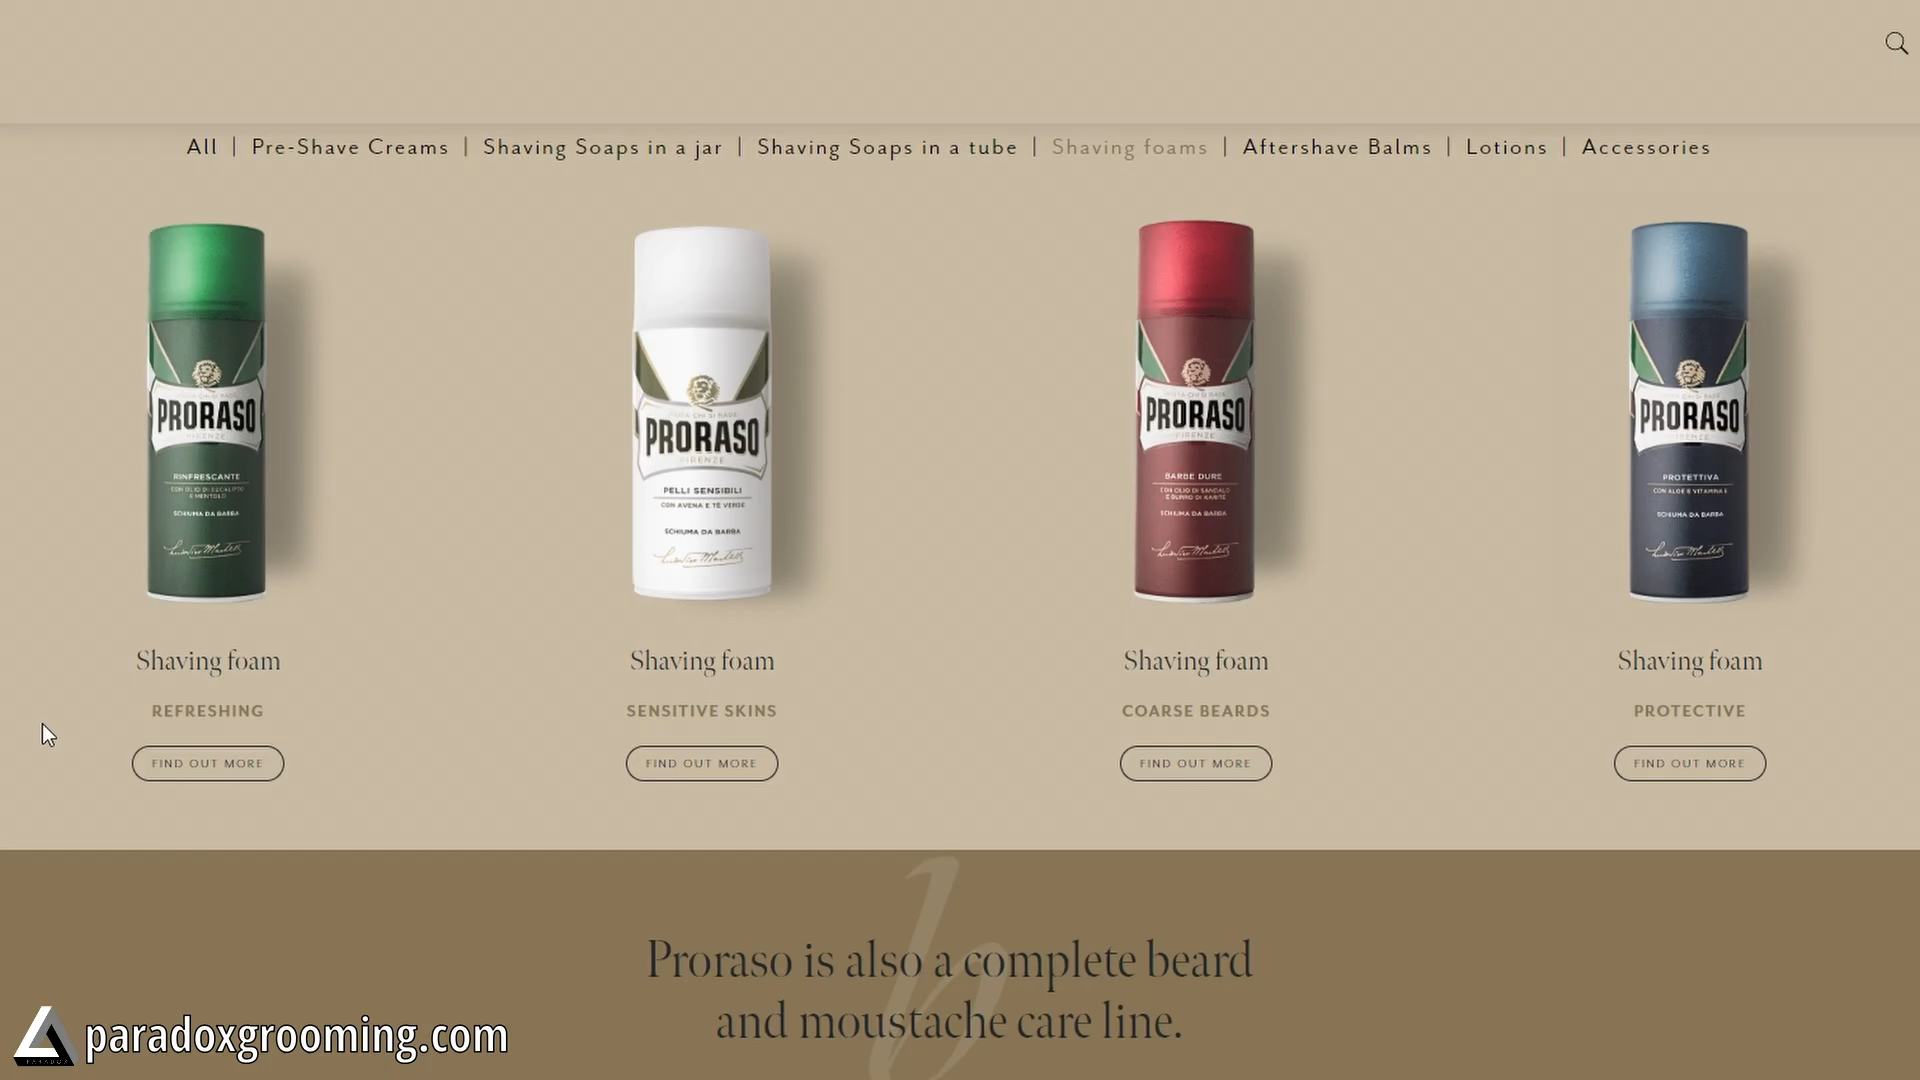 All | Pre-Shave Creams | Shaving Soaps in a jar | Shaving Soaps in a tube | Shaving foams | Aftershave Balms | Lotions | Accessories
PRORASO
FIRENZE
RINFRESCANTE
CON OLIO DI EUCALIPTO
E MENTOLO
SCHIUMA DA BARBA
PRORASO
FIRENZE
PELLI SENSIBILI
CON AVENA E TÈ VERDE
SCHIUMA DA BARBA
PRORASO
FIRENZE
BARBE DURE
CON OLIO DI SANDALO
E BURRO DI KARITÉ
SCHIUMA DA BARBA
PRORASO
FIRENZE
PROTETTIVA
CON ALOE E VITAMINA E
SCHIUMA DA BARBA
Shaving foam
REFRESHING
FIND OUT MORE
Shaving foam
SENSITIVE SKINS
FIND OUT MORE
Shaving foam
COARSE BEARDS
FIND OUT MORE
Shaving foam
PROTECTIVE
FIND OUT MORE
b
Proraso is also a complete beard
and moustache care line.
PARADOX
paradoxgrooming.com